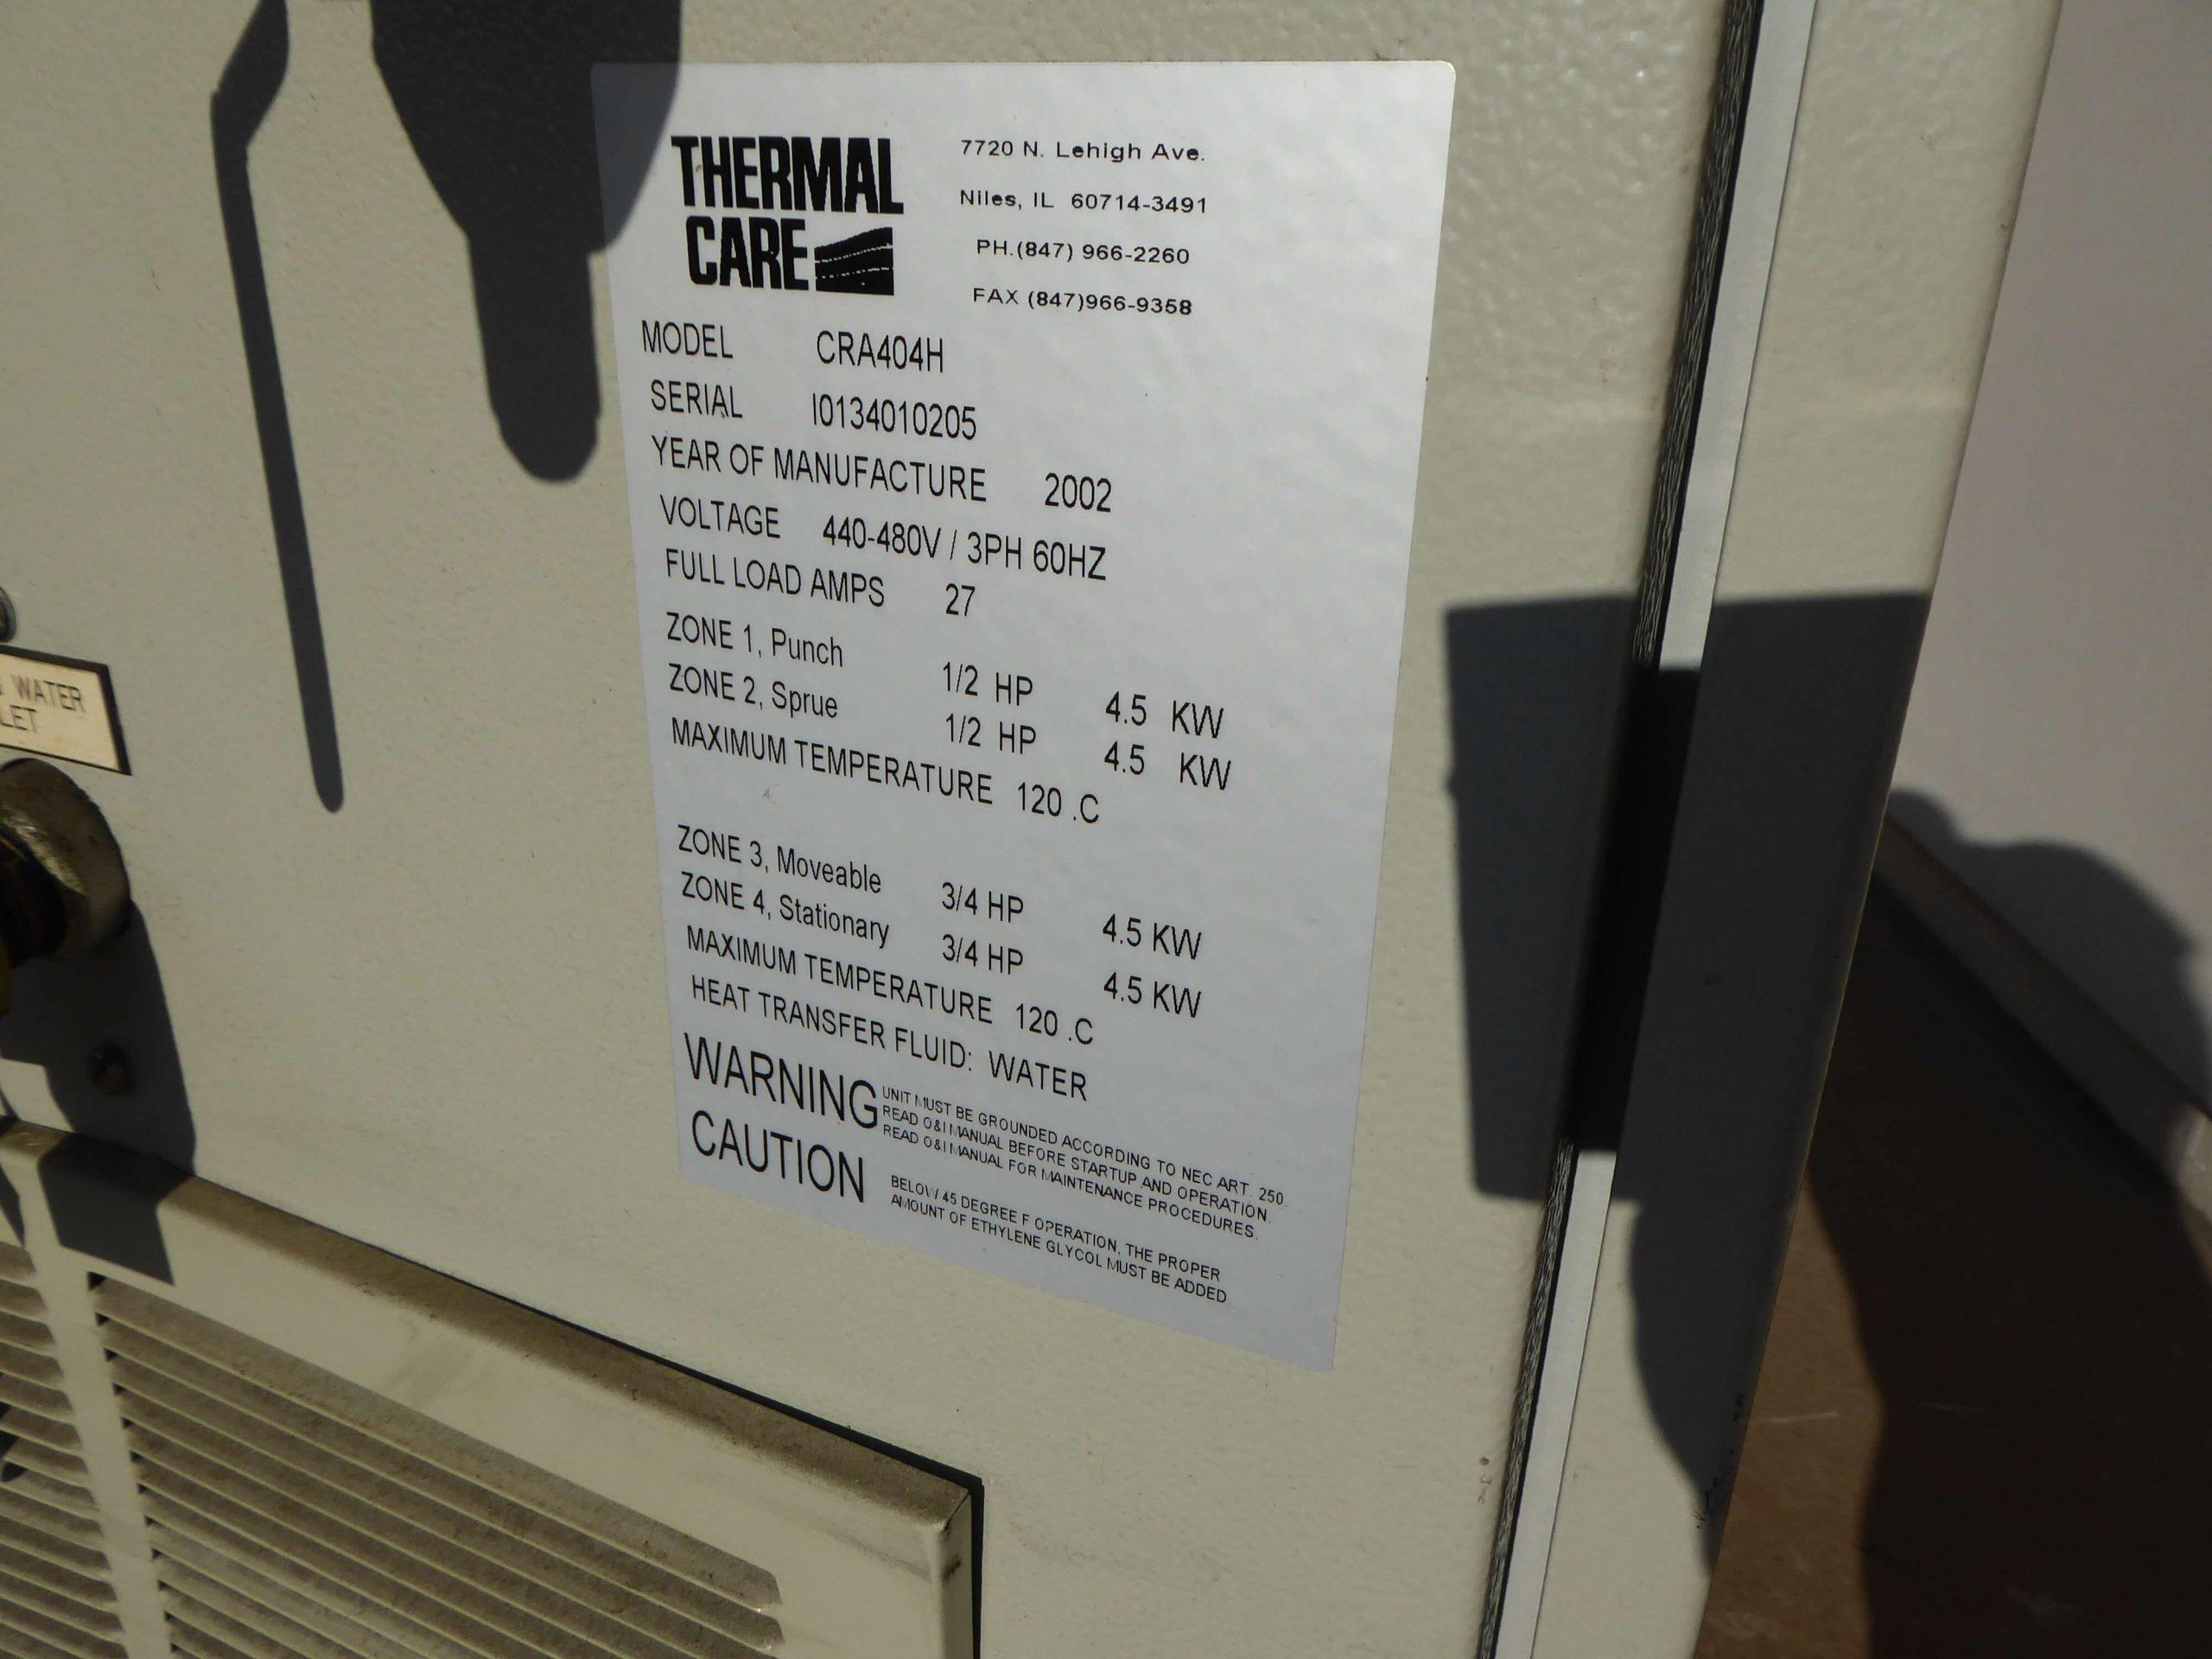 THERMAL
CARE
7720 N. Lehigh Ave.
Niles, IL 60714-3491
PH.(847) 966-2260
FAX (847)966-9358
MODEL CRA404H
SERIAL I0134010205
YEAR OF MANUFACTURE 2002
VOLTAGE 440-480V / 3PH 60HZ
FULL LOAD AMPS 27
ZONE 1, Punch 1/2 HP 4.5 KW
ZONE 2, Sprue 1/2 HP 4.5 KW
MAXIMUM TEMPERATURE 120 .C
ZONE 3, Moveable 3/4 HP 4.5 KW
ZONE 4, Stationary 3/4 HP 4.5 KW
MAXIMUM TEMPERATURE 120 .C
HEAT TRANSFER FLUID: WATER
WARNING UNIT MUST BE GROUNDED ACCORDING TO NEC ART. 250.
READ O&I MANUAL BEFORE STARTUP AND OPERATION.
READ O&I MANUAL FOR MAINTENANCE PROCEDURES.
CAUTION BELOW 45 DEGREE F OPERATION, THE PROPER
AMOUNT OF ETHYLENE GLYCOL MUST BE ADDED.
WATER